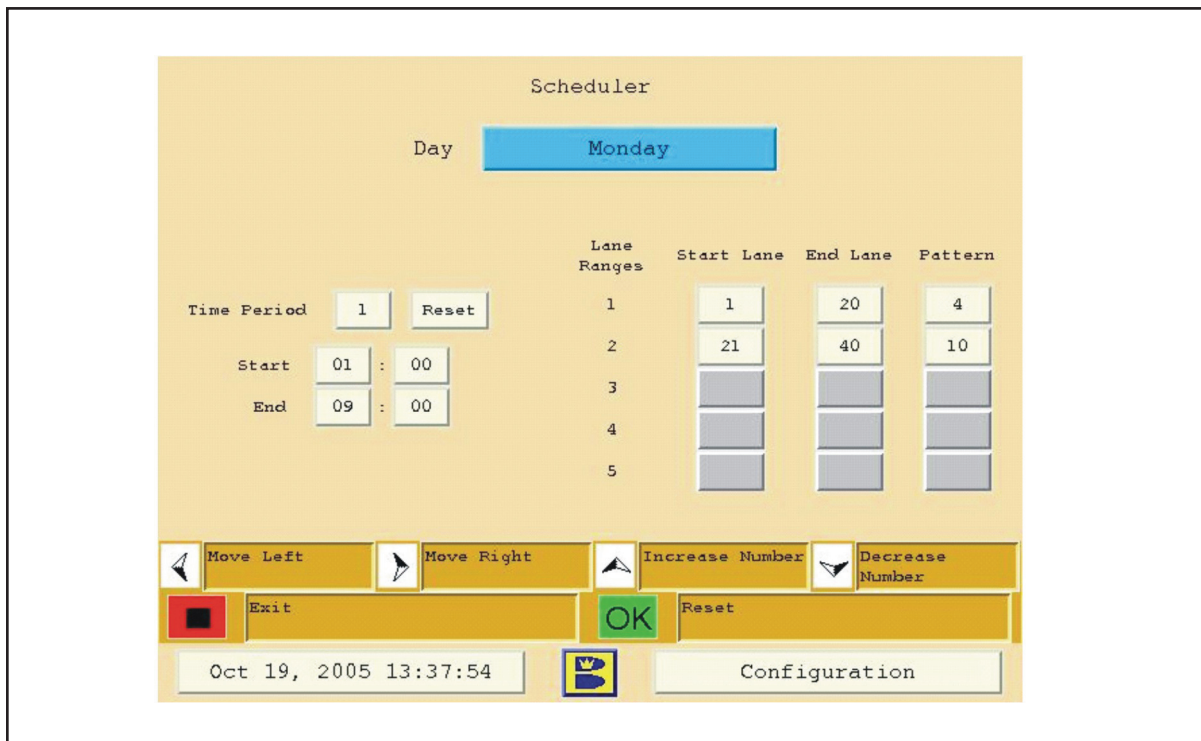 Scheduler
Day Monday
Lane Ranges Start Lane End Lane Pattern
Time Period 1 Reset
Start 01 : 00
End 09 : 00
1 1 20 4
2 21 40 10
3
4
5
Move Left Move Right Increase Number Decrease Number
Exit OK Reset
Oct 19, 2005 13:37:54 Configuration